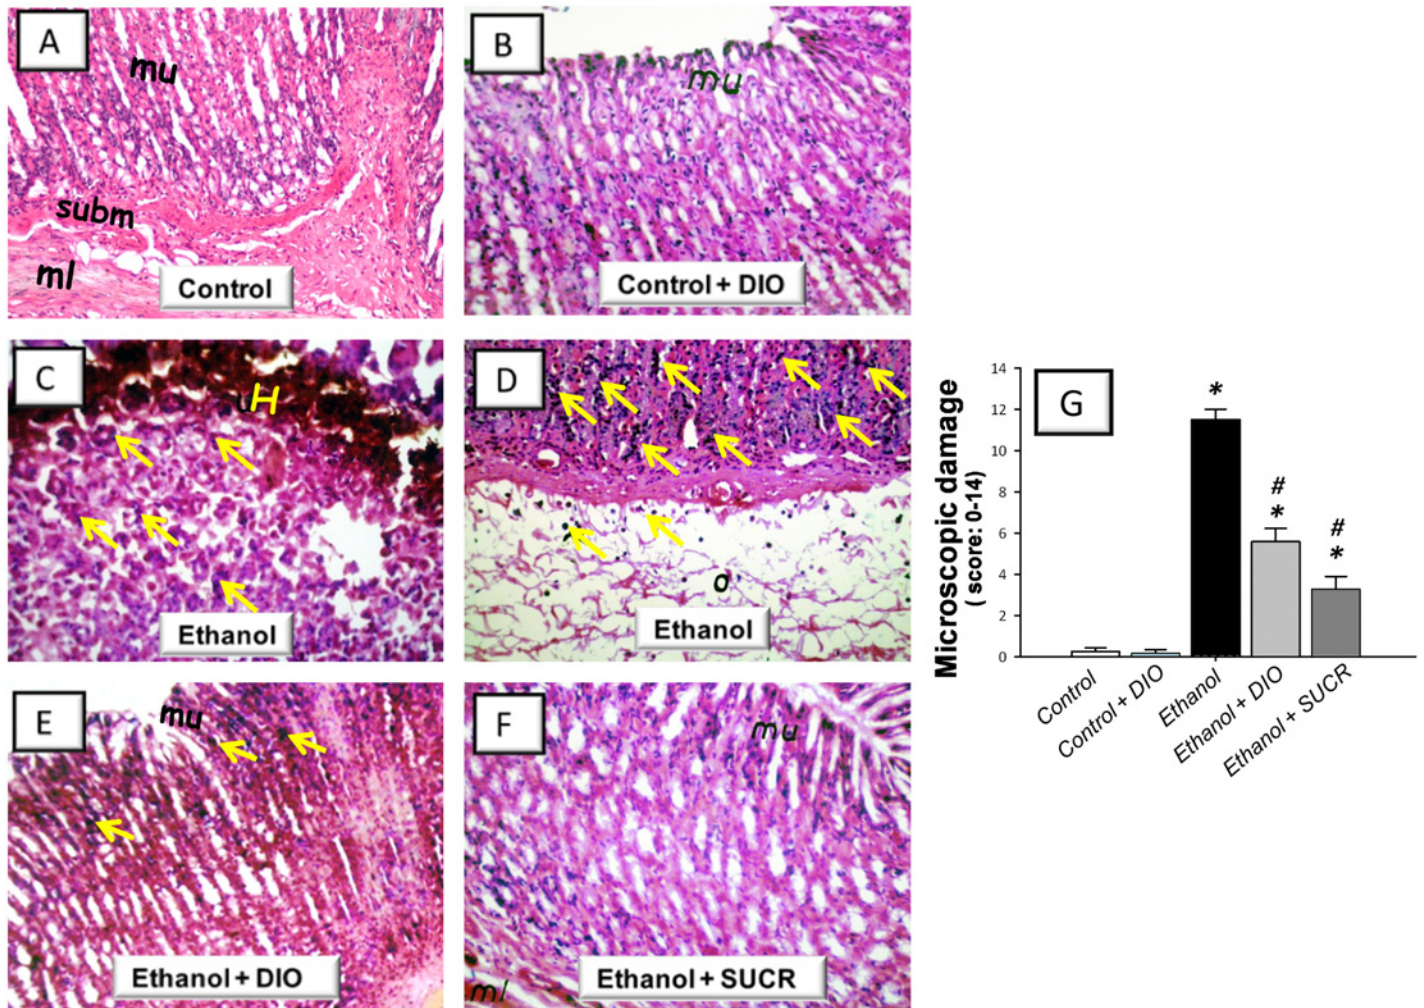 A
mu
subm
ml
Control
B
mu
Control + DIO
C
H
Ethanol
D
o
Ethanol
E
mu
Ethanol + DIO
F
mu
ml
Ethanol + SUCR
G
Microscopic damage
( score: 0-14)
14
12
10
8
6
4
2
0
*
#
*
#
*
Control
Control + DIO
Ethanol
Ethanol + DIO
Ethanol + SUCR